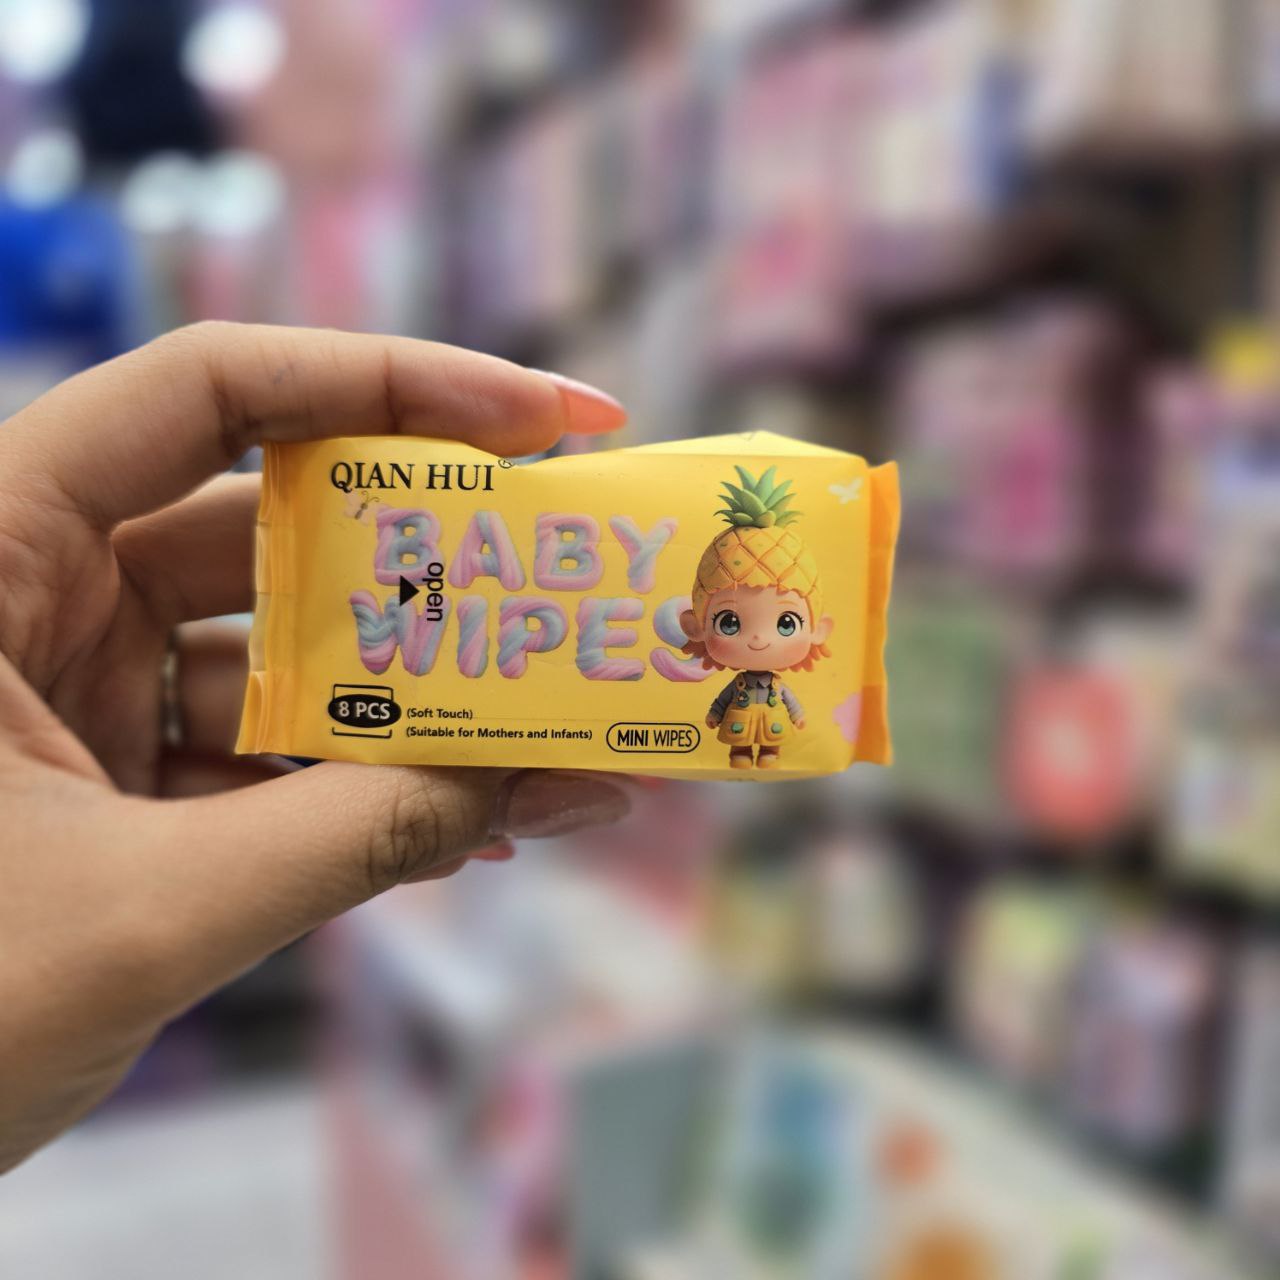 QIAN HUI®
BABY
WIPES
open
8 PCS
(Soft Touch)
(Suitable for Mothers and Infants)
MINI WIPES